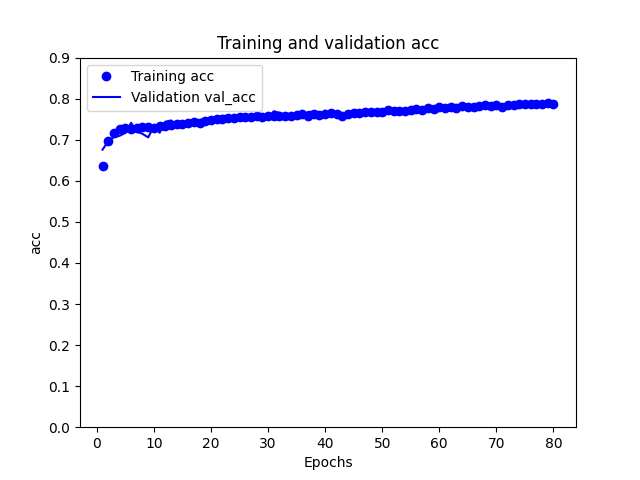 Training and validation acc
Training acc
Validation val_acc
0.9
0.8
0.7
0.6
0.5
0.4
0.3
0.2
0.1
0.0
acc
0 10 20 30 40 50 60 70 80
Epochs